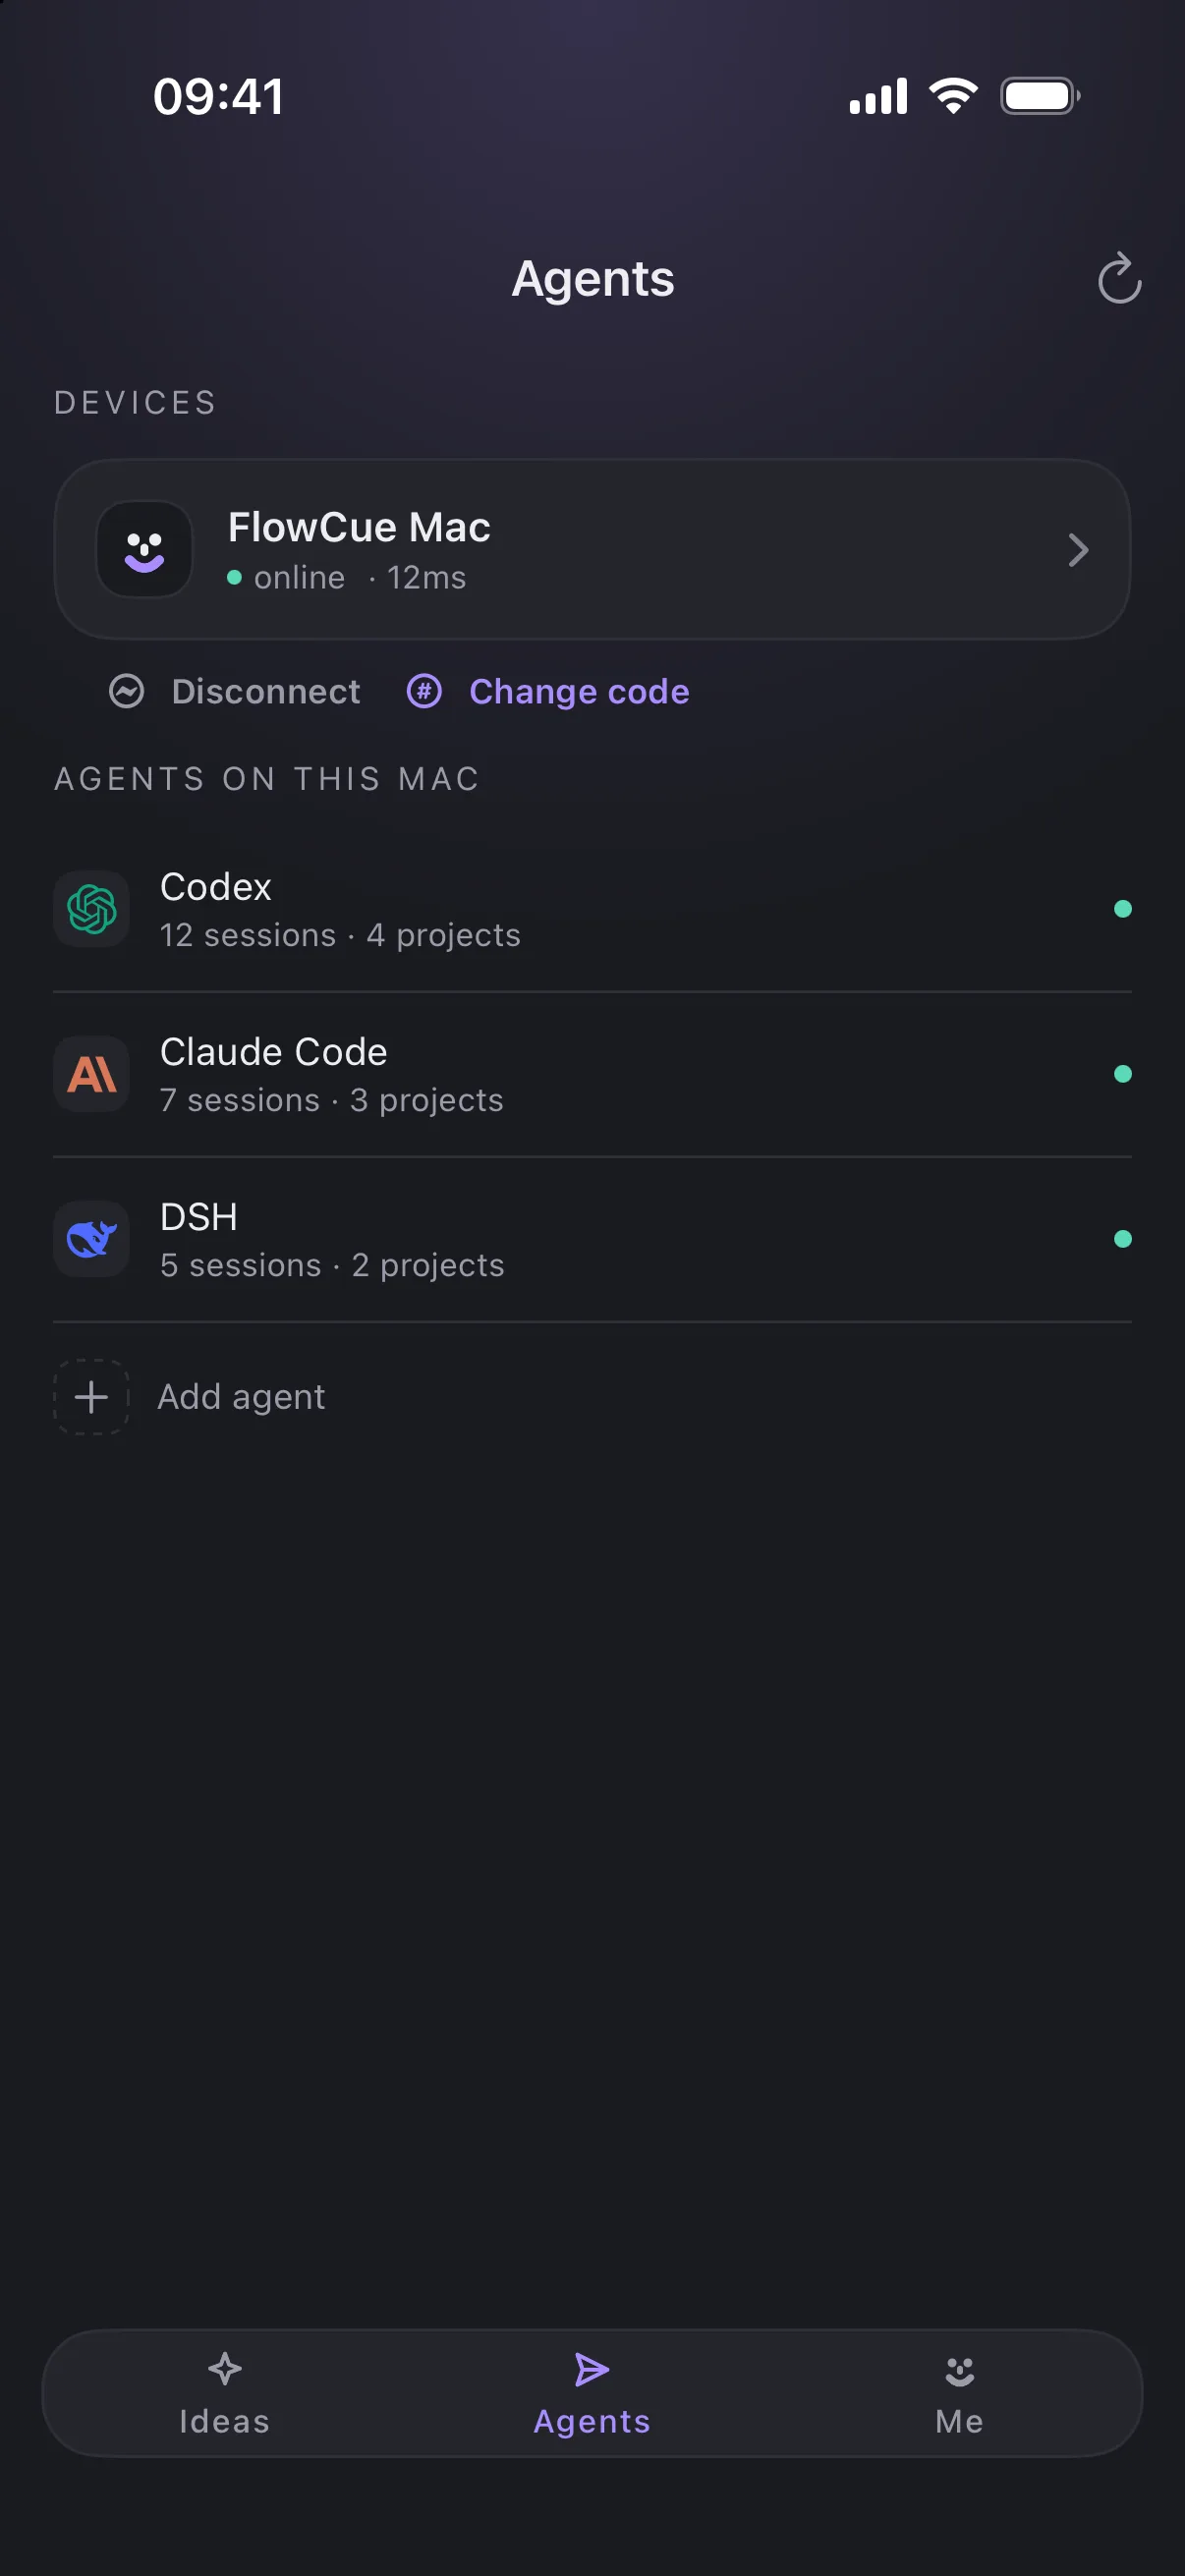 09:41
Agents
DEVICES
FlowCue Mac
online · 12ms
Disconnect
# Change code
AGENTS ON THIS MAC
Codex
12 sessions · 4 projects
Claude Code
7 sessions · 3 projects
DSH
5 sessions · 2 projects
Add agent
Ideas
Agents
Me